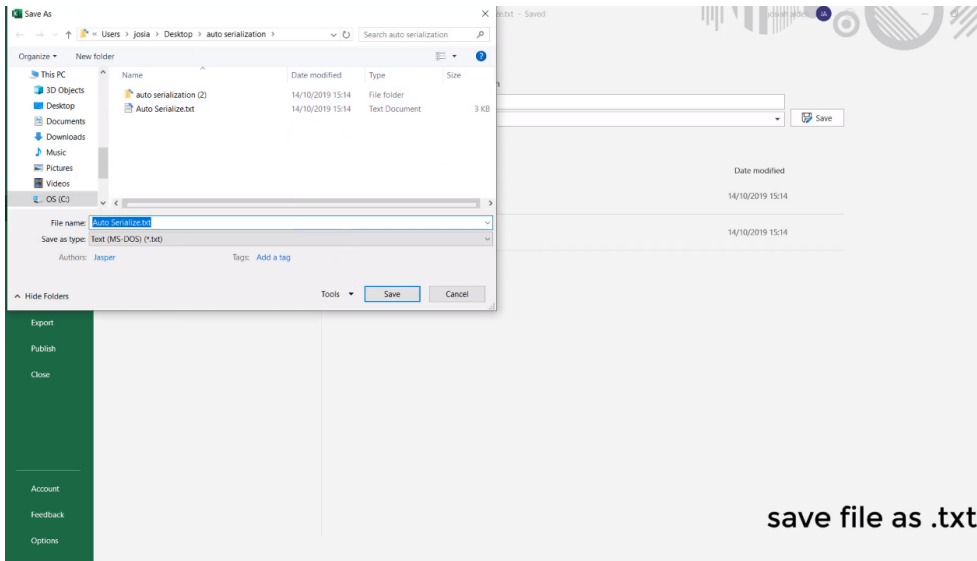 Save As
« Users > josia > Desktop > auto serialization >
Search auto serialization
Organize
New folder
This PC
3D Objects
Desktop
Documents
Downloads
Music
Pictures
Videos
OS (C:)
Name
Date modified
Type
Size
auto serialization (2)
14/10/2019 15:14
File folder
Auto Serialize.txt
14/10/2019 15:14
Text Document
3 KB
File name: Auto Serialize.txt
Save as type: Text (MS-DOS) (*.txt)
Authors: Jasper
Tags: Add a tag
Hide Folders
Tools
Save
Cancel
- Saved
JA
Save
Date modified
14/10/2019 15:14
14/10/2019 15:14
Export
Publish
Close
Account
Feedback
Options
save file as .txt